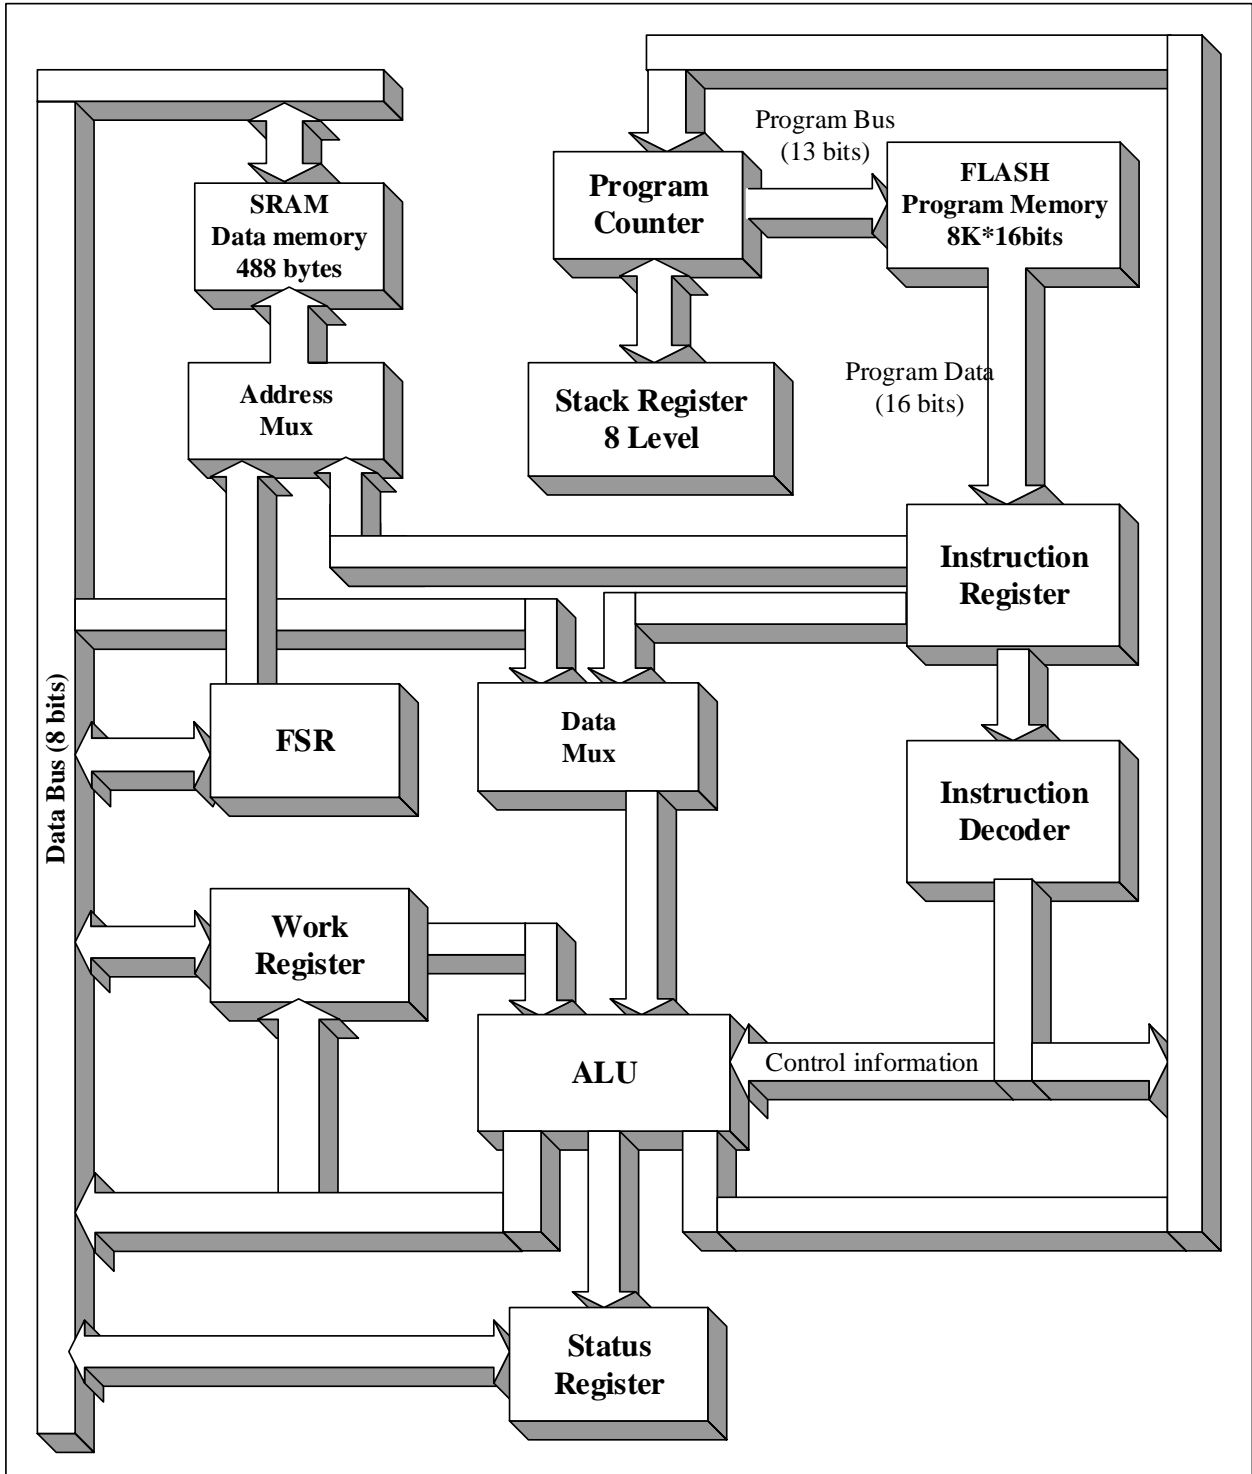 Program Bus
(13 bits)
SRAM
Data memory
488 bytes
Program
Counter
FLASH
Program Memory
8K*16bits
Address
Mux
Stack Register
8 Level
Program Data
(16 bits)
Instruction
Register
Data Bus (8 bits)
FSR
Data
Mux
Instruction
Decoder
Work
Register
ALU
Control information
Status
Register